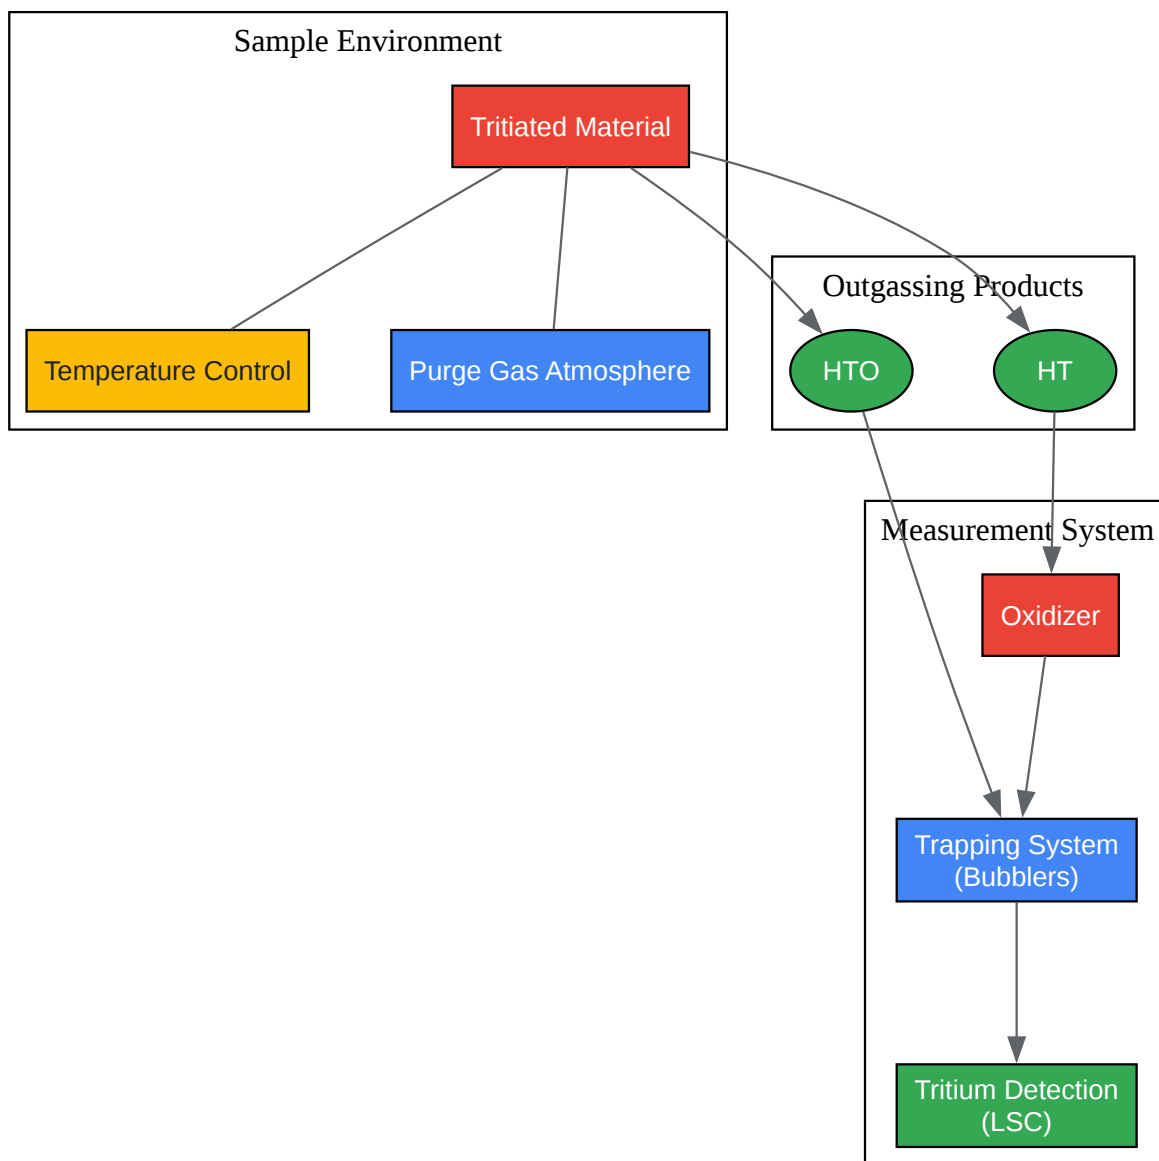 Sample Environment
Tritiated Material
Temperature Control
Purge Gas Atmosphere
Outgassing Products
HTO
HT
Measurement System
Oxidizer
Trapping System
(Bubblers)
Tritium Detection
(LSC)